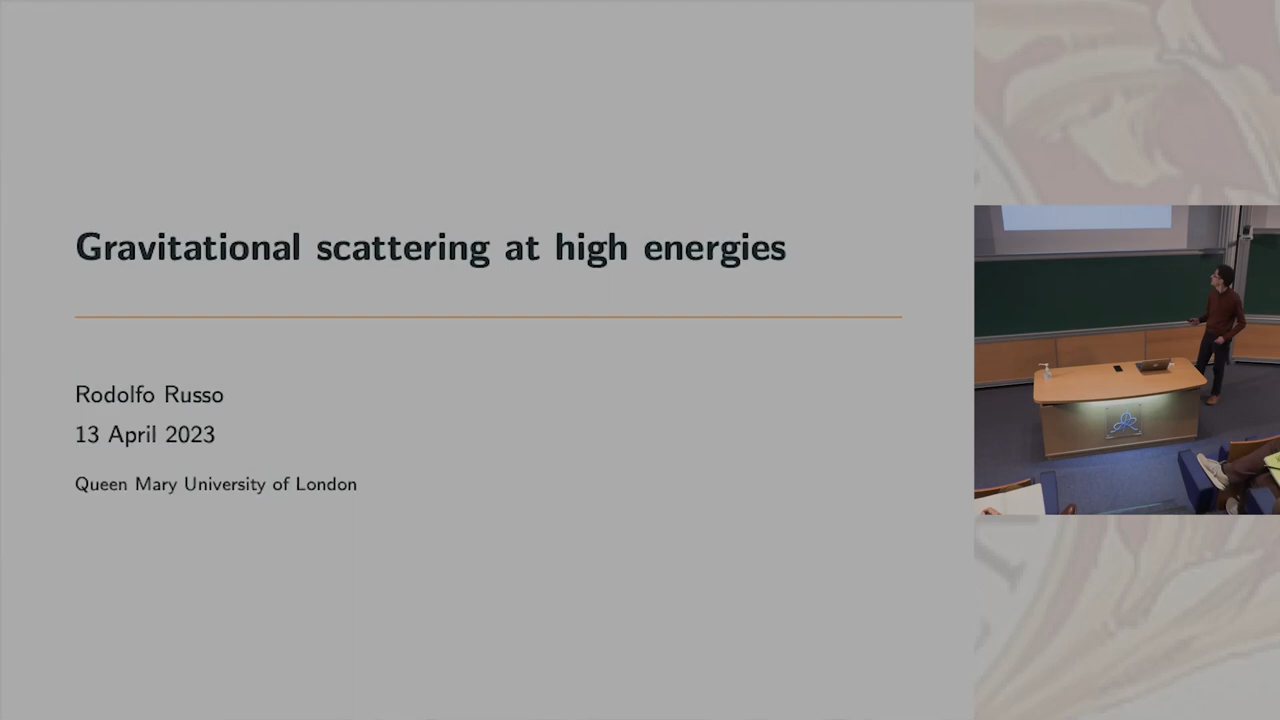 Gravitational scattering at high energies
Rodolfo Russo
13 April 2023
Queen Mary University of London